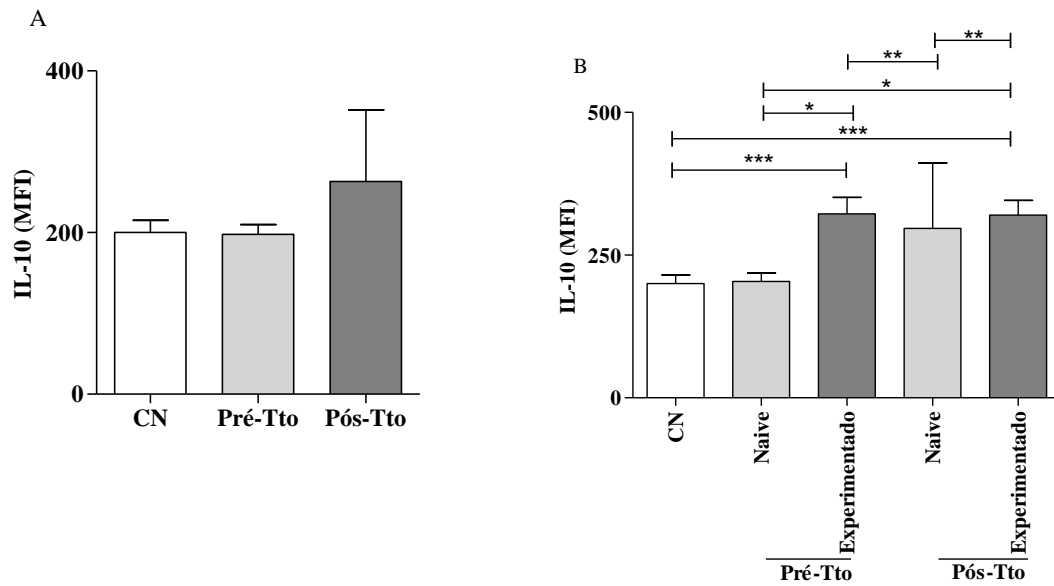 A
400
200
0
IL-10 (MFI)
CN
Pré-Tto
Pós-Tto
B
**
**
*
*
***
***
500
250
0
IL-10 (MFI)
CN
Naive
Experimentado
Naive
Experimentado
Pré-Tto
Pós-Tto